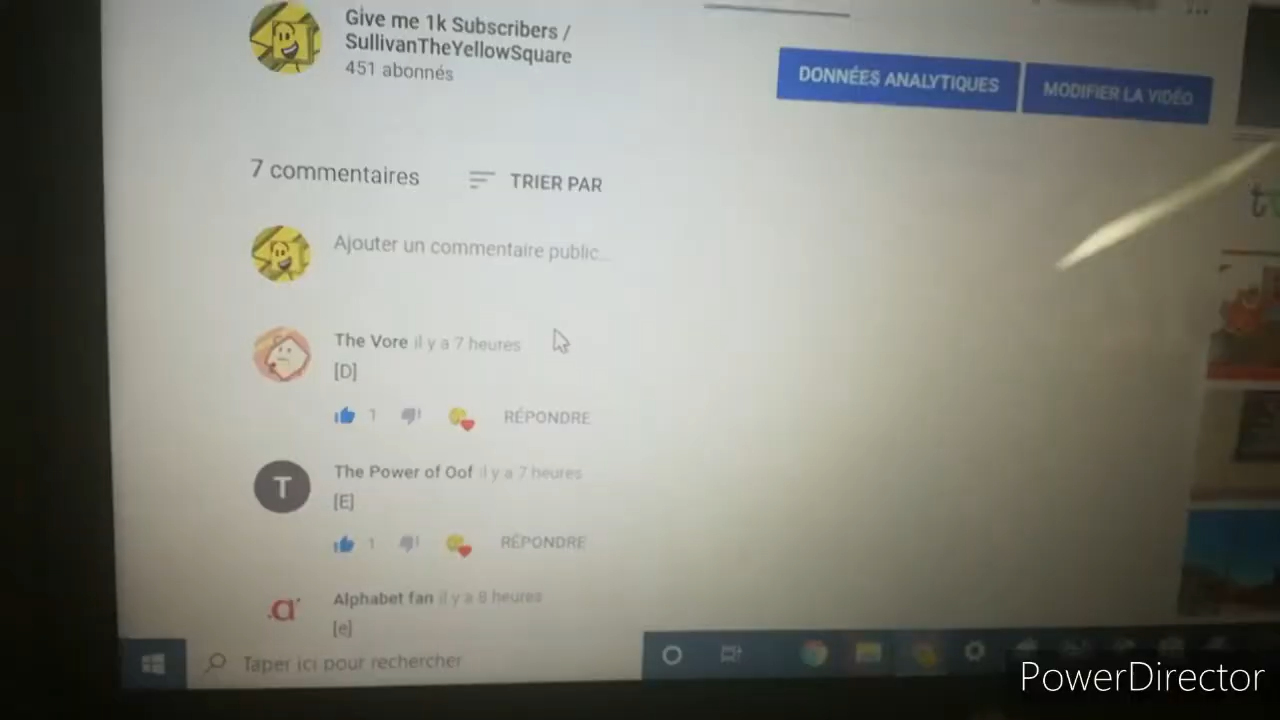 Give me 1k Subscribers /
SullivanTheYellowSquare
451 abonnés
DONNÉES ANALYTIQUES
MODIFIER LA VIDÉO
7 commentaires
TRIER PAR
Ajouter un commentaire public...
The Vore il y a 7 heures
[D]
1 RÉPONDRE
T
The Power of Oof il y a 7 heures
[E]
1 RÉPONDRE
.a
Alphabet fan il y a 8 heures
[e]
Taper ici pour rechercher
PowerDirector